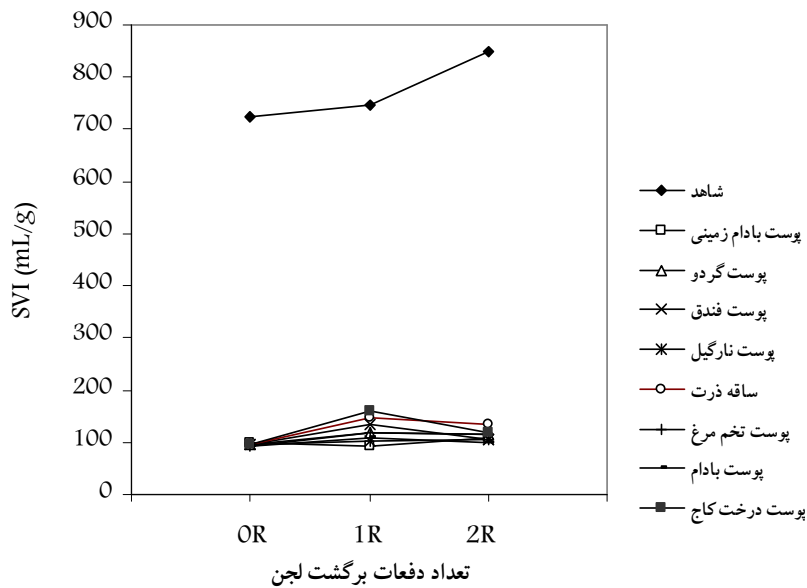 900
800
700
600
500
400
300
200
100
0
SVI (mL/g)
0R 1R 2R
تعداد دفعات برگشت لجن
شاهد
پوست بادام زمینی
پوست گردو
پوست فندق
پوست نارگیل
ساقه ذرت
پوست تخم مرغ
پوست بادام
پوست درخت کاج